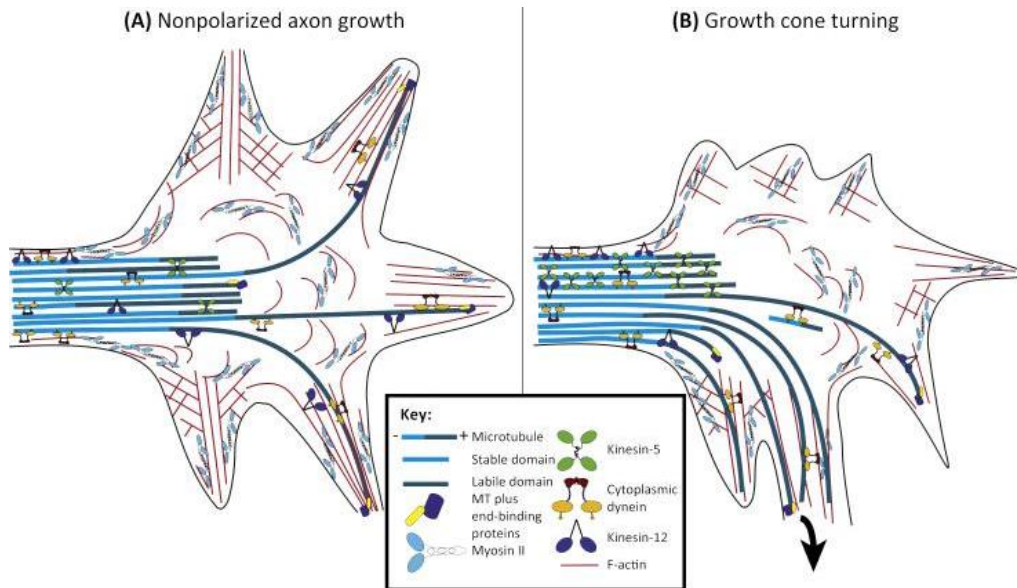 (A) Nonpolarized axon growth
(B) Growth cone turning
Key:
- + Microtubule
Stable domain
Labile domain
MT plus
end-binding
proteins
Myosin II
Kinesin-5
Cytoplasmic
dynein
Kinesin-12
F-actin